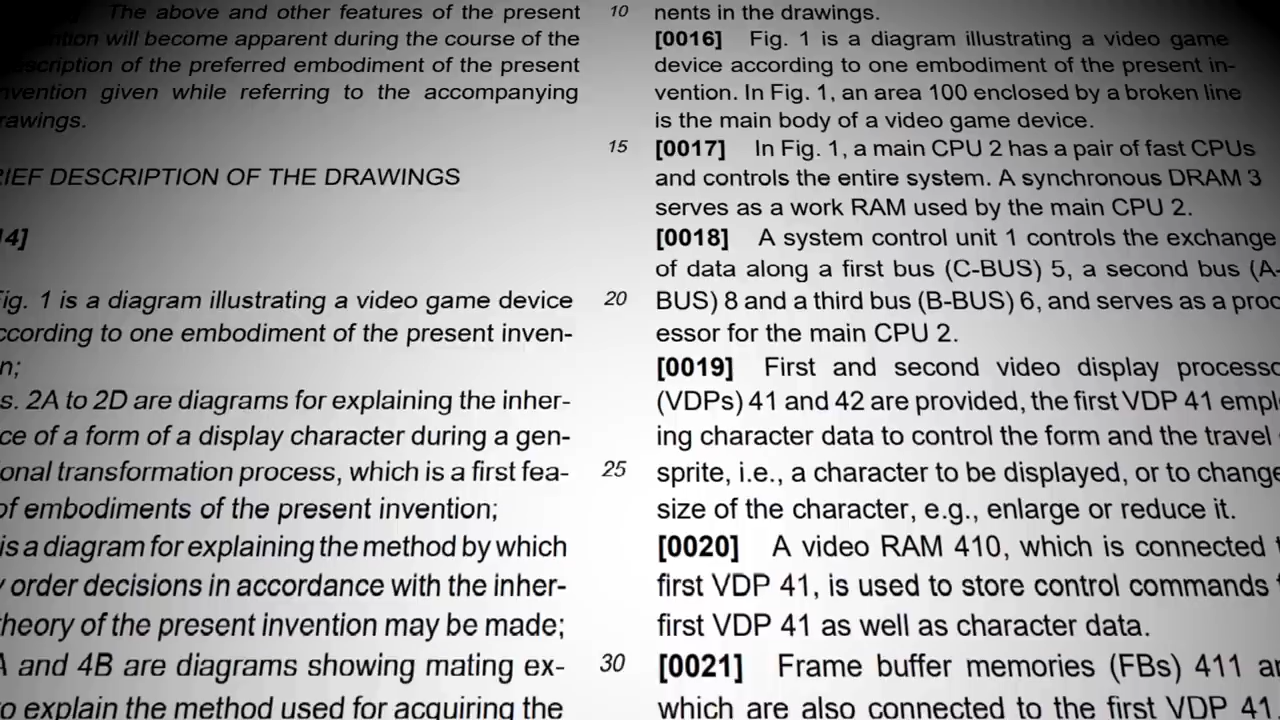 The above and other features of the present
will become apparent during the course of the
of the preferred embodiment of the present
given while referring to the accompanying
DESCRIPTION OF THE DRAWINGS
Fig. 1 is a diagram illustrating a video game device
to one embodiment of the present inven-
2A to 2D are diagrams for explaining the inher-
of a form of a display character during a gen-
transformation process, which is a first fea-
of embodiments of the present invention;
is a diagram for explaining the method by which
order decisions in accordance with the inher-
theory of the present invention may be made;
and 4B are diagrams showing mating ex-
explain the method used for acquiring the
10
15
20
25
30
nents in the drawings.
[0016] Fig. 1 is a diagram illustrating a video game
device according to one embodiment of the present in-
vention. In Fig. 1, an area 100 enclosed by a broken line
is the main body of a video game device.
[0017] In Fig. 1, a main CPU 2 has a pair of fast CPUs
and controls the entire system. A synchronous DRAM 3
serves as a work RAM used by the main CPU 2.
[0018] A system control unit 1 controls the exchange
of data along a first bus (C-BUS) 5, a second bus (A-
BUS) 8 and a third bus (B-BUS) 6, and serves as a proc
essor for the main CPU 2.
[0019] First and second video display
(VDPs) 41 and 42 are provided, the first VDP 41
ing character data to control the form and the travel
sprite, i.e., a character to be displayed, or to change
size of the character, e.g., enlarge or reduce it.
[0020] A video RAM 410, which is connected
first VDP 41, is used to store control commands
first VDP 41 as well as character data.
[0021] Frame buffer memories (FBs) 411
which are also connected to the first VDP 41